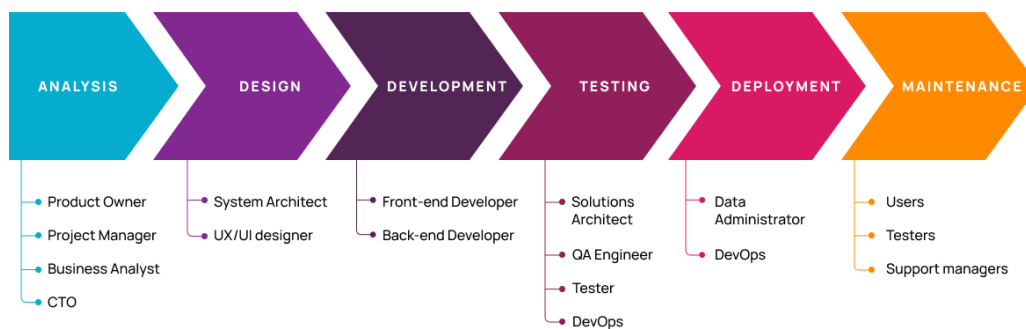 ANALYSIS
DESIGN
DEVELOPMENT
TESTING
DEPLOYMENT
MAINTENANCE
Product Owner
Project Manager
Business Analyst
CTO
System Architect
UX/UI designer
Front-end Developer
Back-end Developer
Solutions
Architect
QA Engineer
Tester
DevOps
Data
Administrator
DevOps
Users
Testers
Support managers